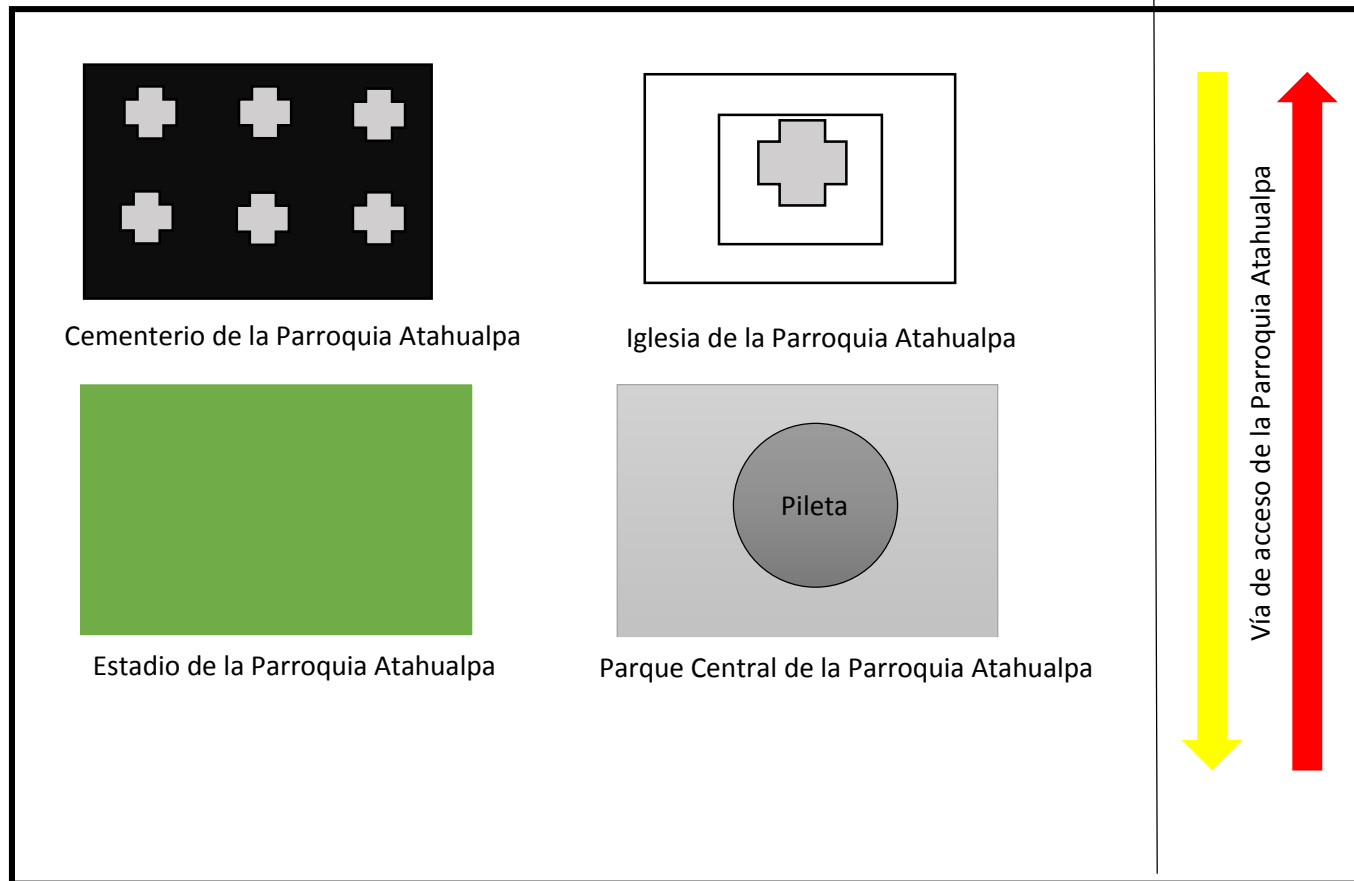 Cementerio de la Parroquia Atahualpa
Iglesia de la Parroquia Atahualpa
Pileta
Estadio de la Parroquia Atahualpa
Parque Central de la Parroquia Atahualpa
Vía de acceso de la Parroquia Atahualpa